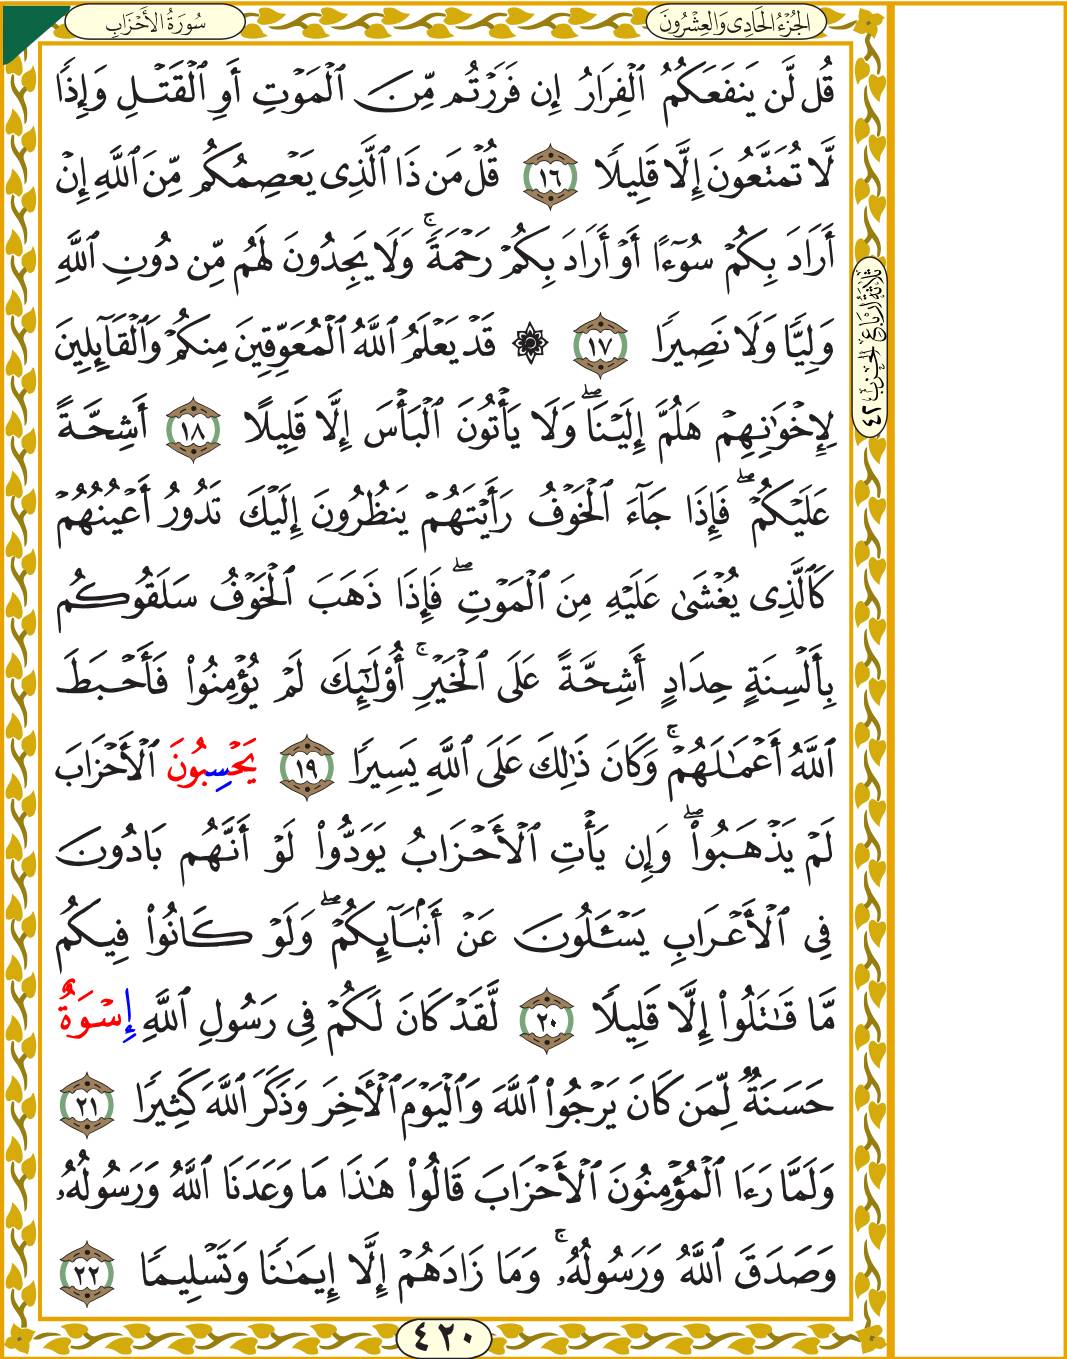 الجُزْءُ الحَادِى وَالعِشْرُونَ
سُورَةُ الأَحْزَابِ
قُل لَّن يَنفَعَكُمُ ٱلْفِرَارُ إِن فَرَرْتُم مِّنَ ٱلْمَوْتِ أَوِ ٱلْقَتْلِ وَإِذًا
لَّا تُمَتَّعُونَ إِلَّا قَلِيلًا ١٦ قُلْ مَن ذَا ٱلَّذِى يَعْصِمُكُم مِّنَ ٱللَّهِ إِنْ
أَرَادَ بِكُمْ سُوٓءًا أَوْ أَرَادَ بِكُمْ رَحْمَةً ۚ وَلَا يَجِدُونَ لَهُم مِّن دُونِ ٱللَّهِ
وَلِيًّا وَلَا نَصِيرًا ١٧ ۞ قَدْ يَعْلَمُ ٱللَّهُ ٱلْمُعَوِّقِينَ مِنكُمْ وَٱلْقَآئِلِينَ
لِإِخْوَٰنِهِمْ هَلُمَّ إِلَيْنَا ۖ وَلَا يَأْتُونَ ٱلْبَأْسَ إِلَّا قَلِيلًا ١٨ أَشِحَّةً
عَلَيْكُمْ ۖ فَإِذَا جَآءَ ٱلْخَوْفُ رَأَيْتَهُمْ يَنظُرُونَ إِلَيْكَ تَدُورُ أَعْيُنُهُمْ
كَٱلَّذِى يُغْشَىٰ عَلَيْهِ مِنَ ٱلْمَوْتِ ۖ فَإِذَا ذَهَبَ ٱلْخَوْفُ سَلَقُوكُم
بِأَلْسِنَةٍ حِدَادٍ أَشِحَّةً عَلَى ٱلْخَيْرِ ۚ أُو۟لَٰٓئِكَ لَمْ يُؤْمِنُوا۟ فَأَحْبَطَ
ٱللَّهُ أَعْمَٰلَهُمْ ۚ وَكَانَ ذَٰلِكَ عَلَى ٱللَّهِ يَسِيرًا ١٩ يَحْسِبُونَ ٱلْأَحْزَابَ
لَمْ يَذْهَبُوا۟ ۖ وَإِن يَأْتِ ٱلْأَحْزَابُ يَوَدُّوا۟ لَوْ أَنَّهُم بَادُونَ
فِى ٱلْأَعْرَابِ يَسْـَٔلُونَ عَنْ أَنۢبَآئِكُمْ ۖ وَلَوْ كَانُوا۟ فِيكُم
مَّا قَٰتَلُوٓا۟ إِلَّا قَلِيلًا ٢٠ لَّقَدْ كَانَ لَكُمْ فِى رَسُولِ ٱللَّهِ إِسْوَةٌ
حَسَنَةٌ لِّمَن كَانَ يَرْجُوا۟ ٱللَّهَ وَٱلْيَوْمَ ٱلْـَٔاخِرَ وَذَكَرَ ٱللَّهَ كَثِيرًا ٢١
وَلَمَّا رَءَا ٱلْمُؤْمِنُونَ ٱلْأَحْزَابَ قَالُوا۟ هَٰذَا مَا وَعَدَنَا ٱللَّهُ وَرَسُولُهُۥ
وَصَدَقَ ٱللَّهُ وَرَسُولُهُۥ ۚ وَمَا زَادَهُمْ إِلَّآ إِيمَٰنًا وَتَسْلِيمًا ٢٢
ثَلَاثَةُ أَرْبَاعِ الحِزْبِ ٤٢
٤٢٠